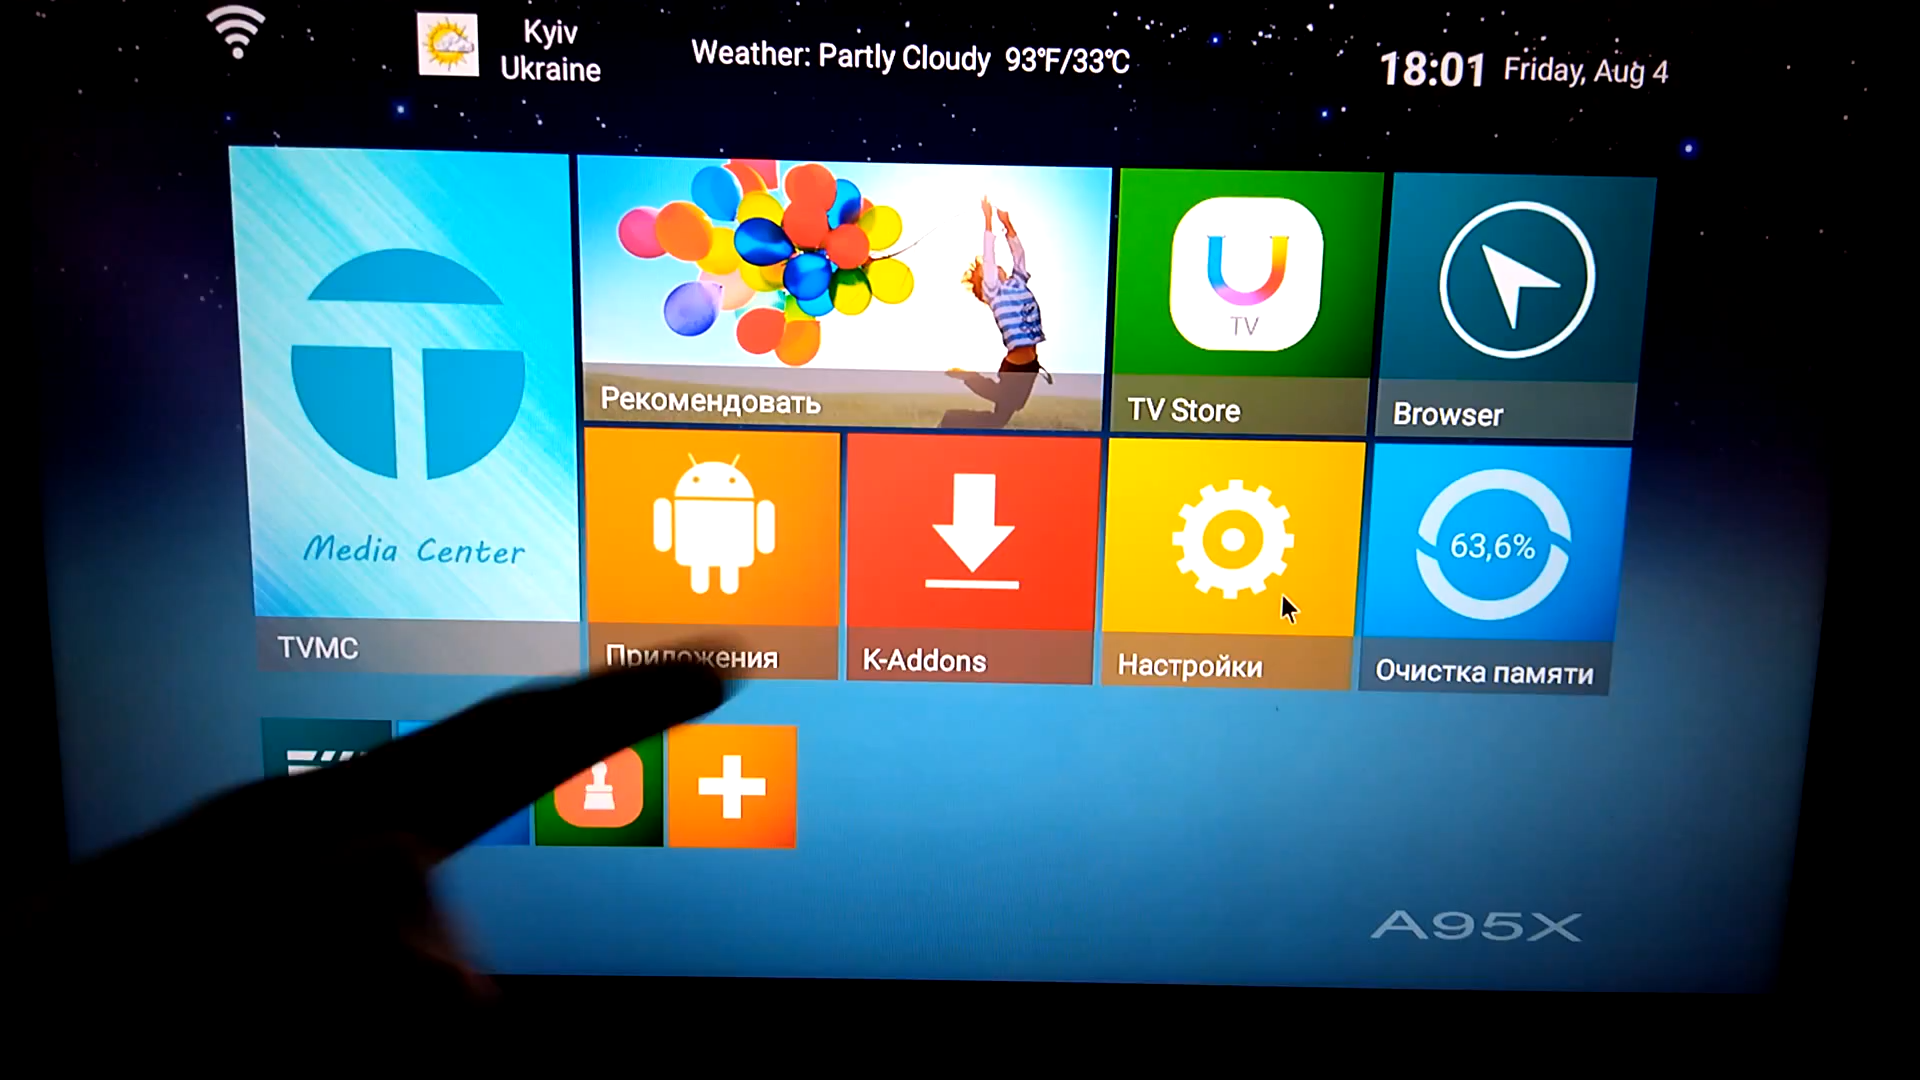 Kyiv
Ukraine
Weather: Partly Cloudy 93°F/33°C
18:01 Friday, Aug 4
Media Center
TVMC
Рекомендовать
TV
TV Store
Browser
Приложения
K-Addons
Настройки
63,6%
Очистка памяти
A95X